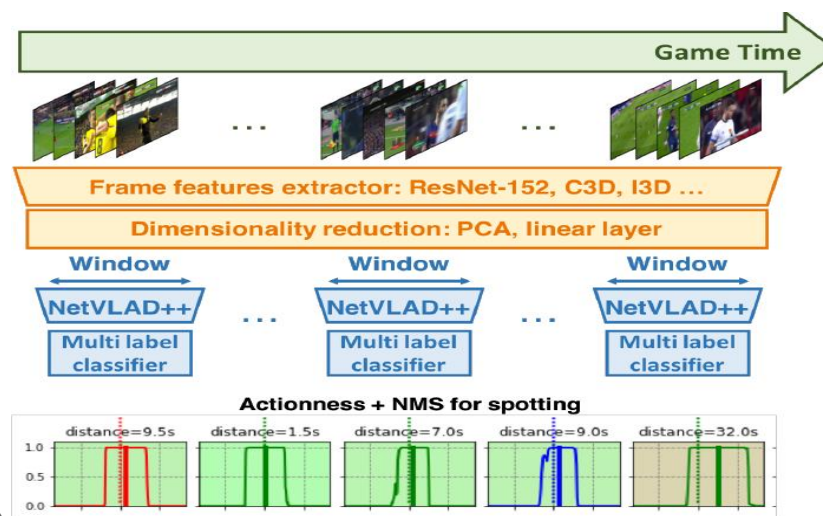 Game Time
... ...
Frame features extractor: ResNet-152, C3D, I3D ...
Dimensionality reduction: PCA, linear layer
Window Window Window
NetVLAD++ ... NetVLAD++ ... NetVLAD++
Multi label Multi label Multi label
classifier classifier classifier
Actionness + NMS for spotting
distance=9.5s distance=1.5s distance=7.0s distance=9.0s distance=32.0s
1.0
0.5
0.0